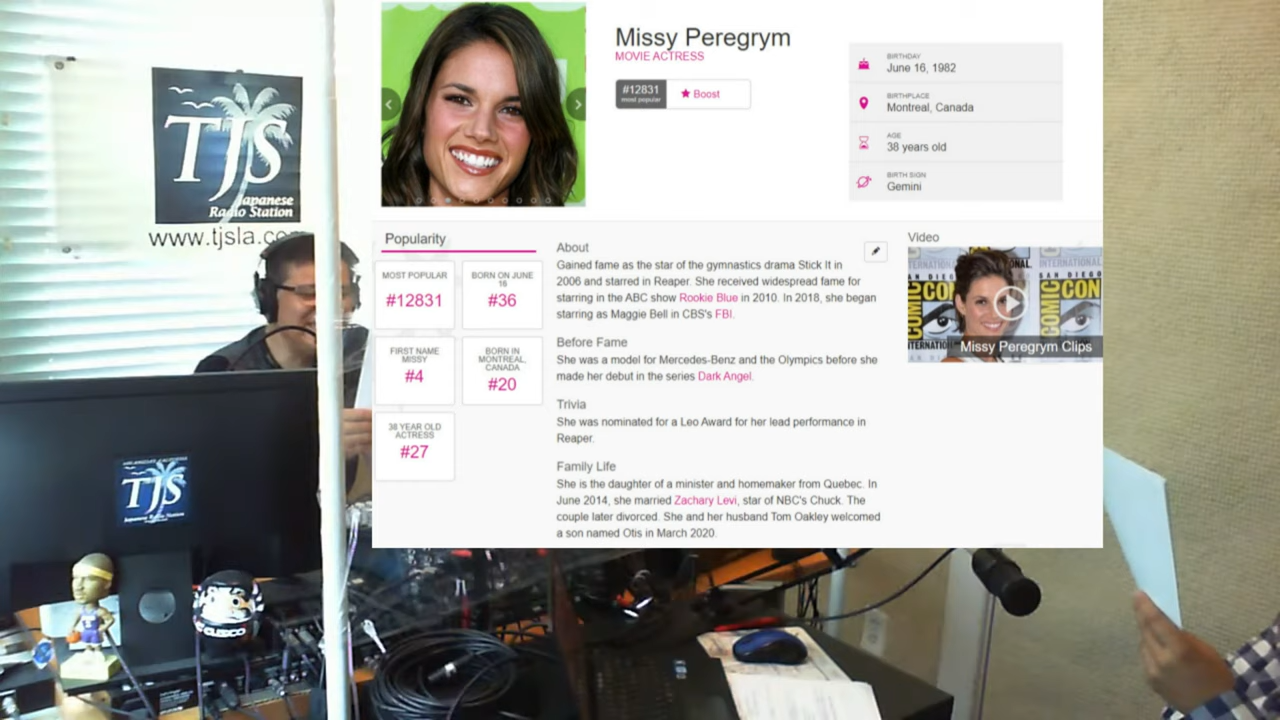 TJS
Japanese
Radio Station
www.tjsla.co
Missy Peregrym
MOVIE ACTRESS
#12831
most popular
Boost
BIRTHDAY
June 16, 1982
BIRTHPLACE
Montreal, Canada
AGE
38 years old
BIRTH SIGN
Gemini
Popularity
MOST POPULAR
#12831
BORN ON JUNE
16
#36
FIRST NAME
MISSY
#4
BORN IN
MONTREAL,
CANADA
#20
38 YEAR OLD
ACTRESS
#27
About
Gained fame as the star of the gymnastics drama Stick It in
2006 and starred in Reaper. She received widespread fame for
starring in the ABC show Rookie Blue in 2010. In 2018, she began
starring as Maggie Bell in CBS's FBI.
Before Fame
She was a model for Mercedes-Benz and the Olympics before she
made her debut in the series Dark Angel.
Trivia
She was nominated for a Leo Award for her lead performance in
Reaper.
Family Life
She is the daughter of a minister and homemaker from Quebec. In
June 2014, she married Zachary Levi, star of NBC's Chuck. The
couple later divorced. She and her husband Tom Oakley welcomed
a son named Otis in March 2020.
Video
INTERNATIONAL
SAN DIEGO
COMIC CON
Missy Peregrym Clips
TJS
Japanese Radio Station